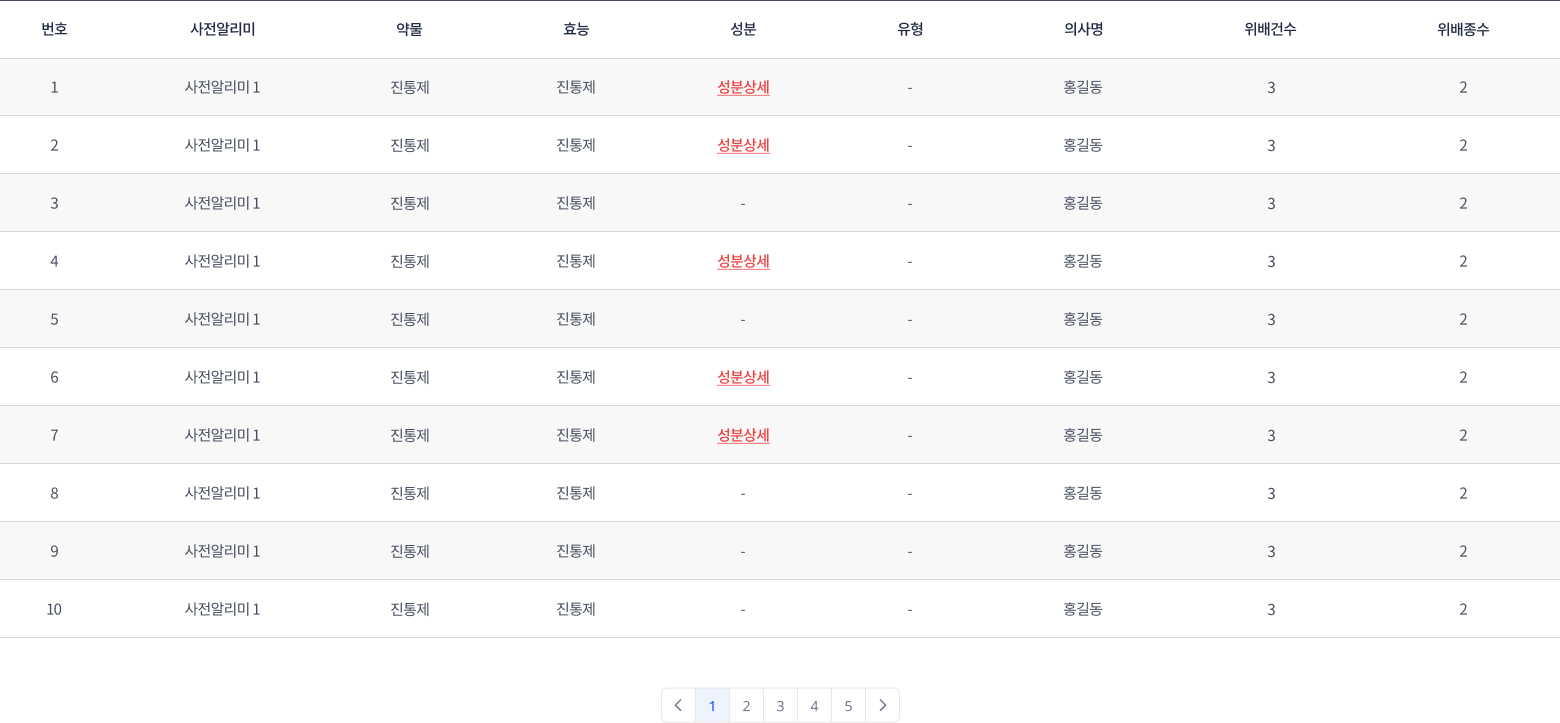 번호 사전알리미 약물 효능 성분 유형 의사명 위배건수 위배종수
1 사전알리미 1 진통제 진통제 성분상세 - 홍길동 3 2
2 사전알리미 1 진통제 진통제 성분상세 - 홍길동 3 2
3 사전알리미 1 진통제 진통제 - - 홍길동 3 2
4 사전알리미 1 진통제 진통제 성분상세 - 홍길동 3 2
5 사전알리미 1 진통제 진통제 - - 홍길동 3 2
6 사전알리미 1 진통제 진통제 성분상세 - 홍길동 3 2
7 사전알리미 1 진통제 진통제 성분상세 - 홍길동 3 2
8 사전알리미 1 진통제 진통제 - - 홍길동 3 2
9 사전알리미 1 진통제 진통제 - - 홍길동 3 2
10 사전알리미 1 진통제 진통제 - - 홍길동 3 2
1 2 3 4 5